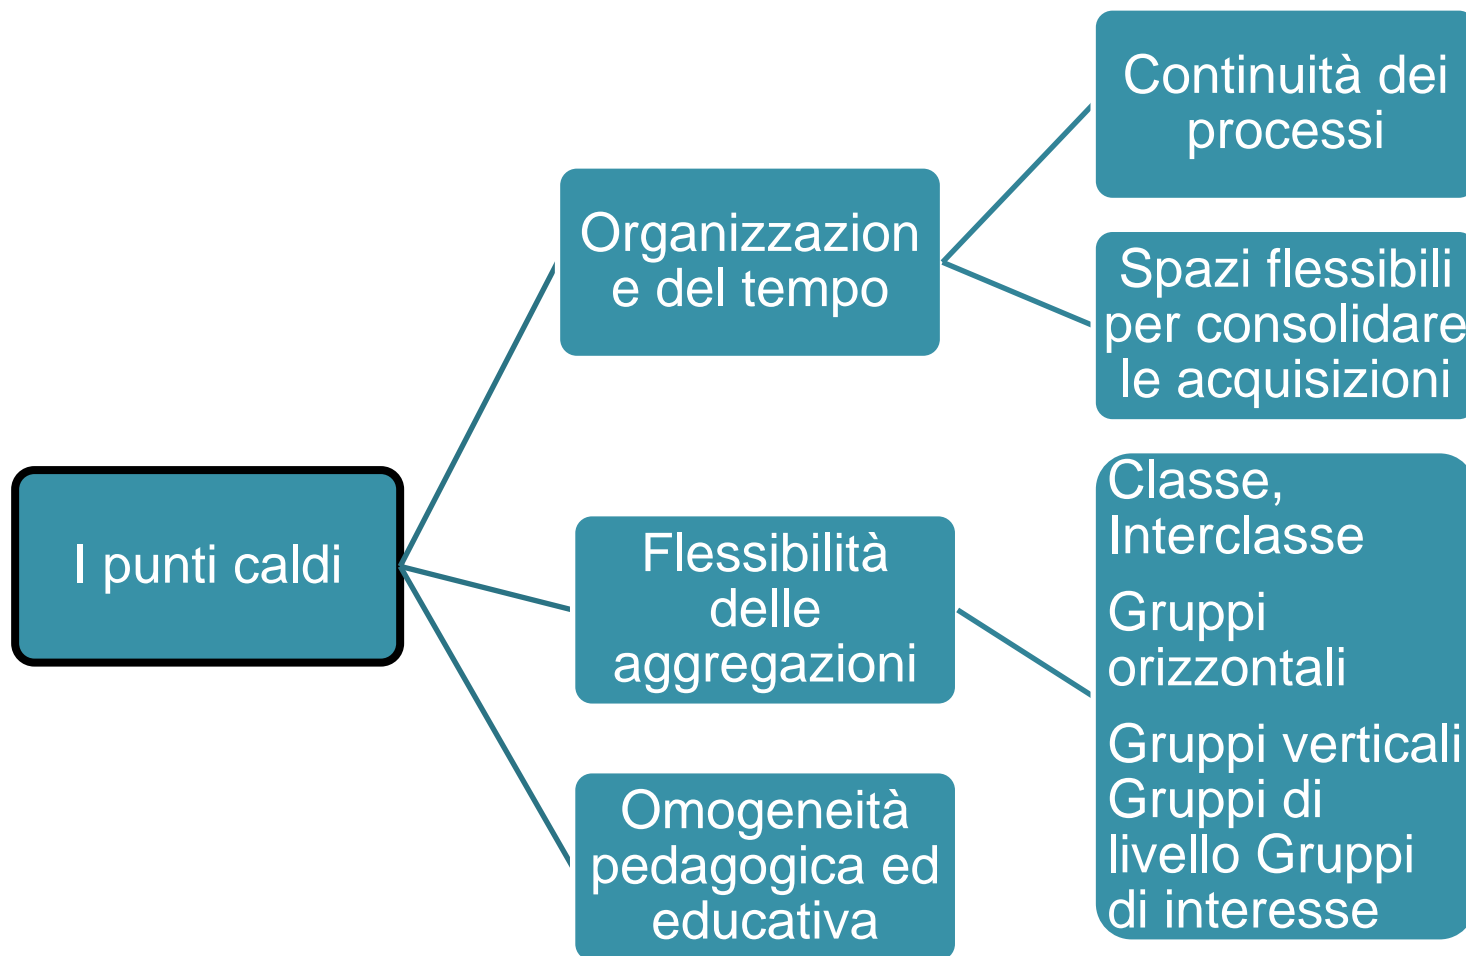 I punti caldi
Organizzazion
e del tempo
Continuità dei
processi
Spazi flessibili
per consolidare
le acquisizioni
Flessibilità
delle
aggregazioni
Classe,
Interclasse
Gruppi
orizzontali
Gruppi verticali
Gruppi di
livello Gruppi
di interesse
Omogeneità
pedagogica ed
educativa